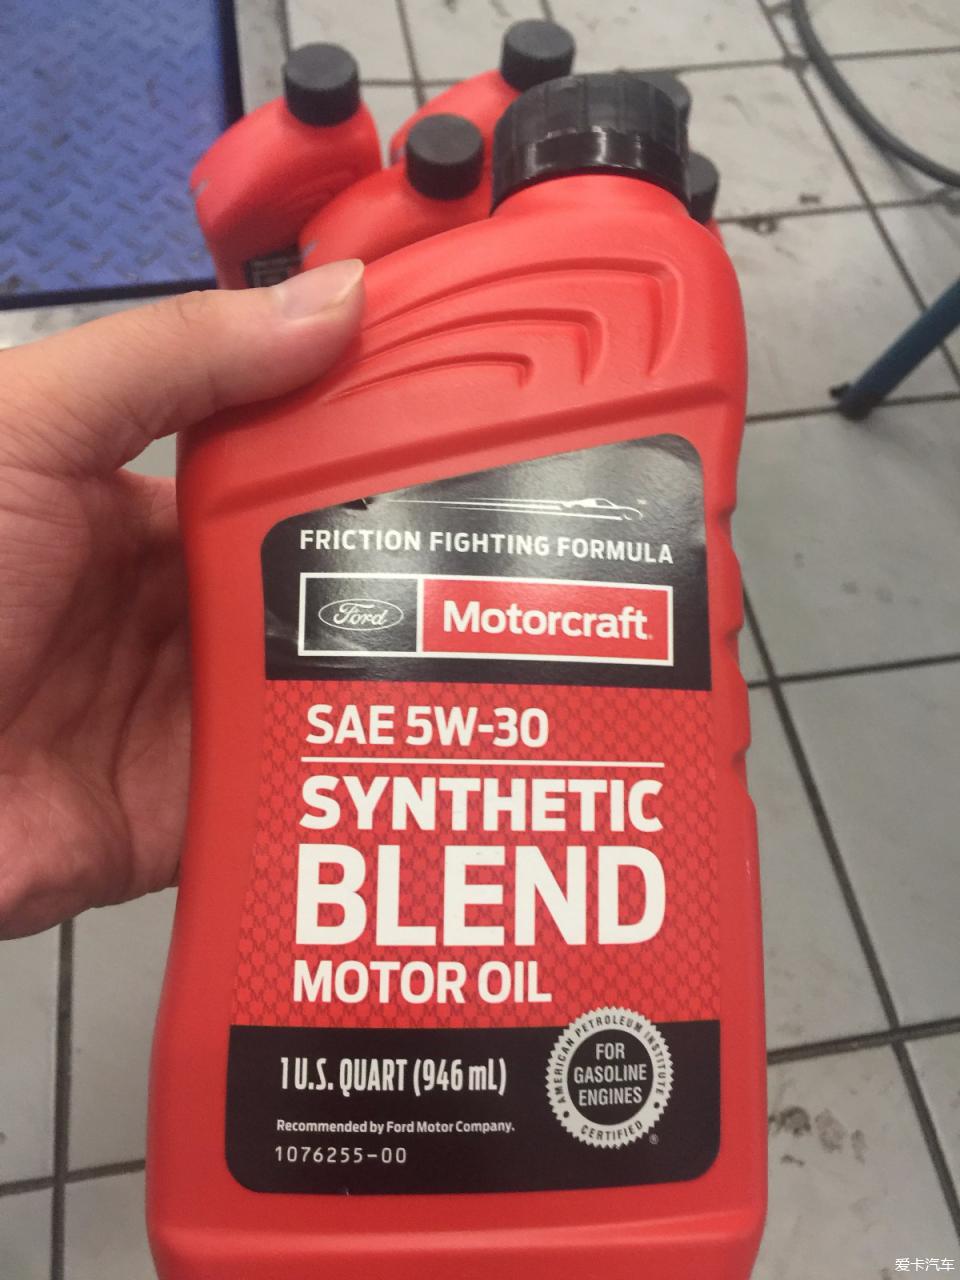 FRICTION FIGHTING FORMULA
Ford Motorcraft®
SAE 5W-30
SYNTHETIC
BLEND
MOTOR OIL
1 U.S. QUART (946 mL)
AMERICAN PETROLEUM INSTITUTE
FOR
GASOLINE
ENGINES
CERTIFIED
Recommended by Ford Motor Company.
1076255-00
爱卡汽车